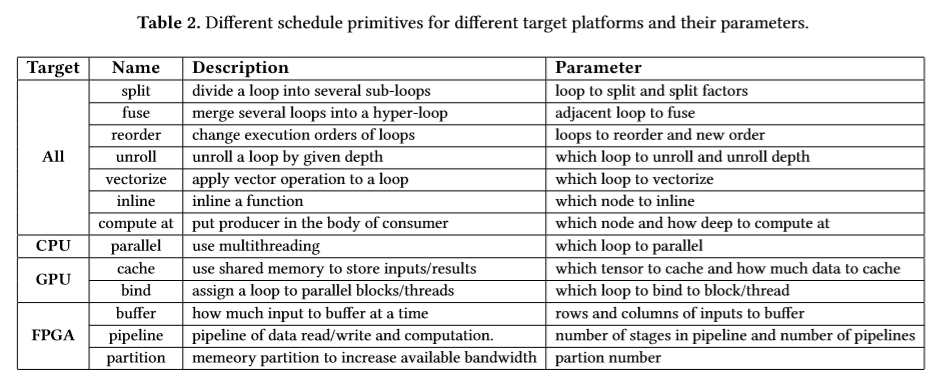 Table 2. Different schedule primitives for different target platforms and their parameters.
Target Name Description Parameter
All
split divide a loop into several sub-loops loop to split and split factors
fuse merge several loops into a hyper-loop adjacent loop to fuse
reorder change execution orders of loops loops to reorder and new order
unroll unroll a loop by given depth which loop to unroll and unroll depth
vectorize apply vector operation to a loop which loop to vectorize
inline inline a function which node to inline
compute at put producer in the body of consumer which node and how deep to compute at
CPU parallel use multithreading which loop to parallel
GPU
cache use shared memory to store inputs/results which tensor to cache and how much data to cache
bind assign a loop to parallel blocks/threads which loop to bind to block/thread
FPGA
buffer how much input to buffer at a time rows and columns of inputs to buffer
pipeline pipeline of data read/write and computation. number of stages in pipeline and number of pipelines
partition memeory partition to increase available bandwidth partion number